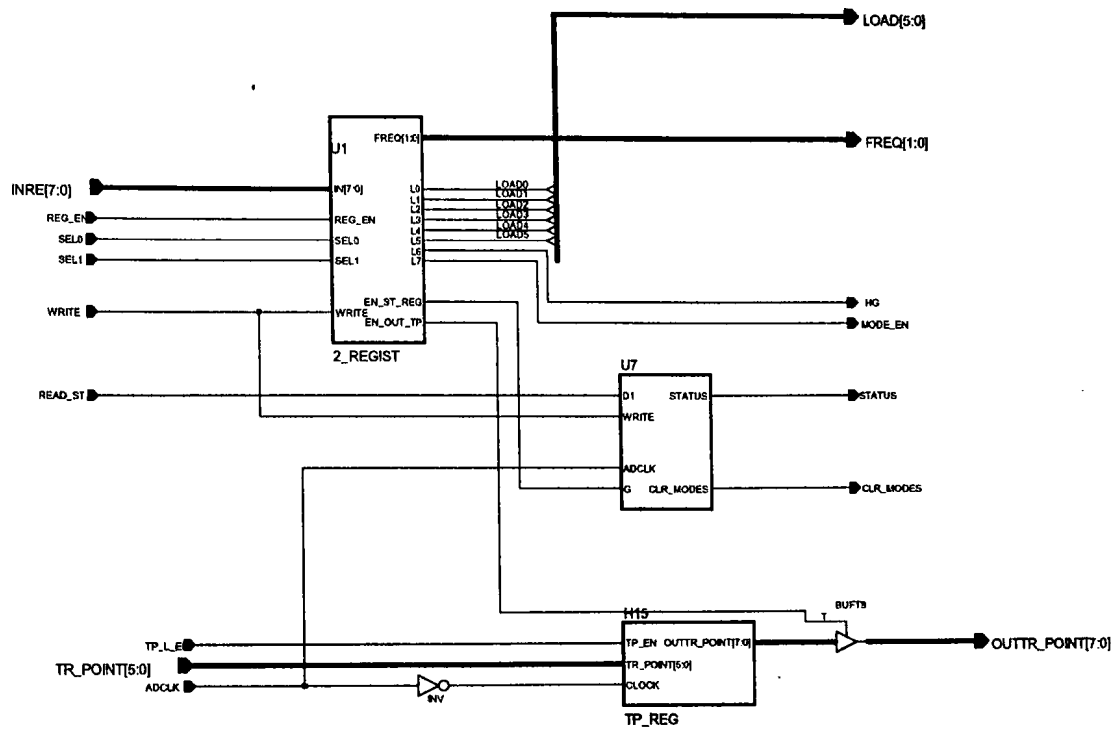 LOAD[5:0]
U1
FREQ[1:0]
FREQ[1:0]
INRE[7:0]
IN[7:0]
L0
LOAD0
L1
LOAD1
REG_EN
REG_EN
L2
LOAD2
L3
LOAD3
SEL0
SEL0
L4
LOAD4
L5
LOAD5
SEL1
SEL1
L6
L7
EN_ST_REG
HG
WRITE
WRITE
EN_OUT_TP
MODE_EN
2_REGIST
U7
READ_ST
D1
STATUS
STATUS
WRITE
ADCLK
G
CLR_MODES
CLR_MODES
H15
T
BUFT8
TP_L_E
TP_EN
OUTTR_POINT[7:0]
OUTTR_POINT[7:0]
TR_POINT[5:0]
TR_POINT[5:0]
ADCLK
INV
CLOCK
TP_REG